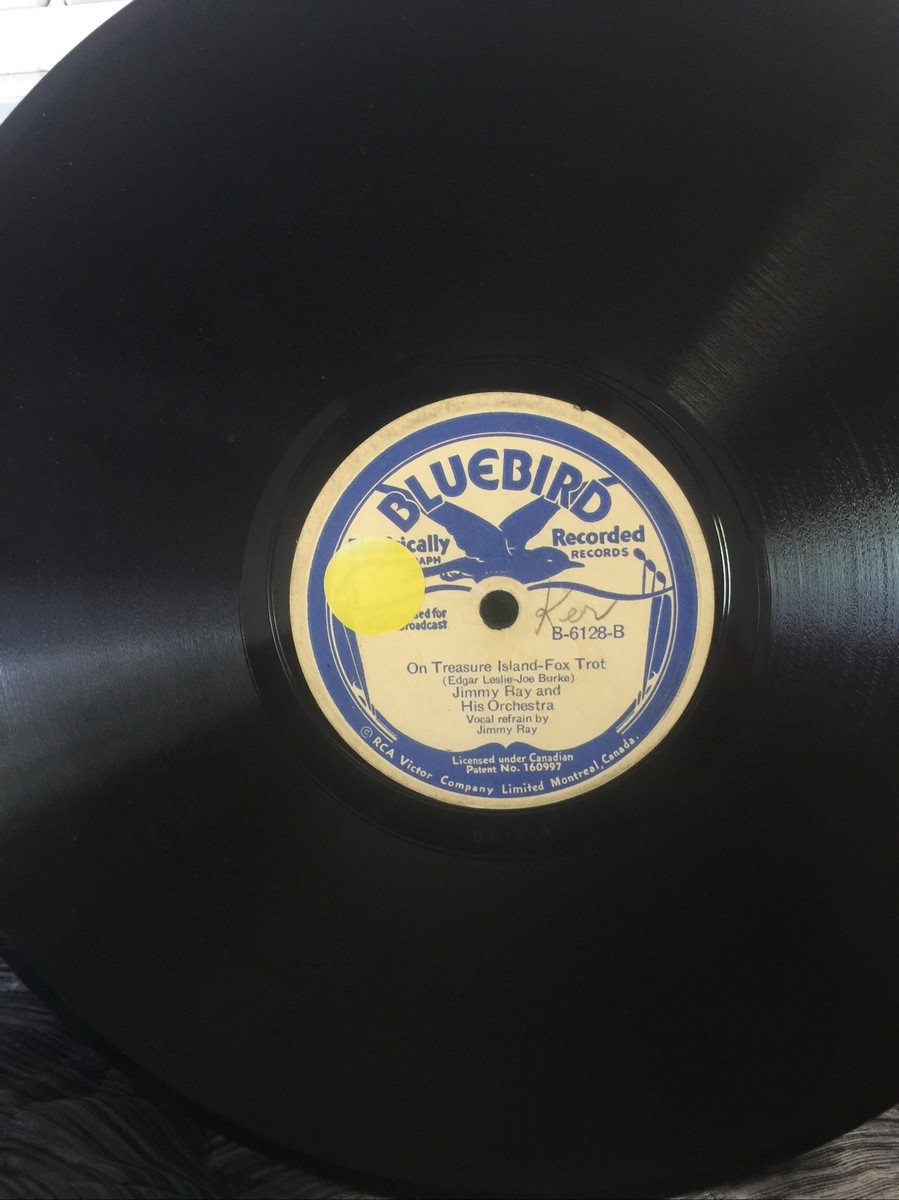 BLUEBIRD
ically Recorded
APH RECORDS
ed for
roadcast
Ker
B-6128-B
On Treasure Island-Fox Trot
(Edgar Leslie-Joe Burke)
Jimmy Ray and
His Orchestra
Vocal refrain by
Jimmy Ray
Licensed under Canadian
Patent No. 160997
© RCA Victor Company Limited Montreal, Canada.